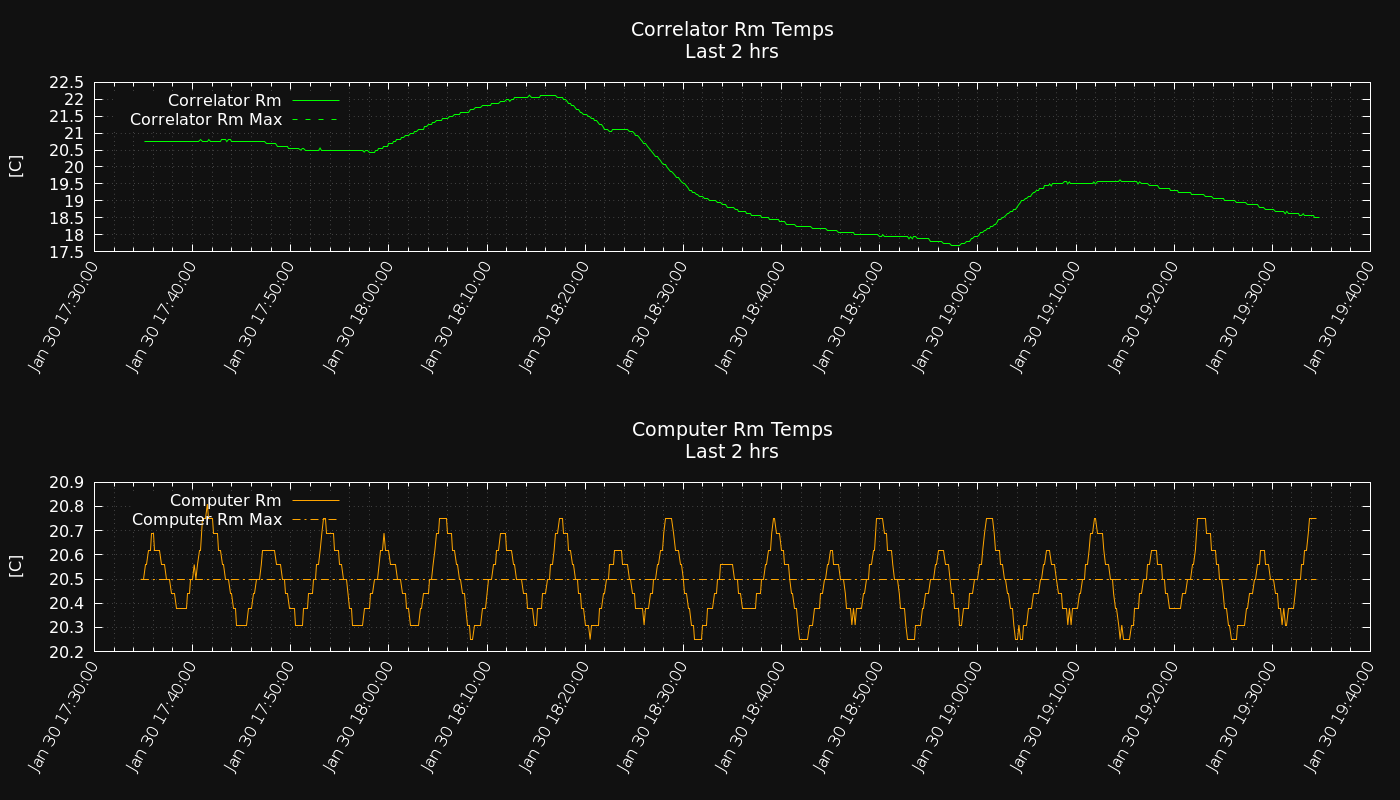 Correlator Rm Temps
Last 2 hrs
22.5
22
21.5
21
20.5
20
19.5
19
18.5
18
17.5
[C]
Correlator Rm
Correlator Rm Max
Jan 30 17:30:00
Jan 30 17:40:00
Jan 30 17:50:00
Jan 30 18:00:00
Jan 30 18:10:00
Jan 30 18:20:00
Jan 30 18:30:00
Jan 30 18:40:00
Jan 30 18:50:00
Jan 30 19:00:00
Jan 30 19:10:00
Jan 30 19:20:00
Jan 30 19:30:00
Jan 30 19:40:00
Computer Rm Temps
Last 2 hrs
20.9
20.8
20.7
20.6
20.5
20.4
20.3
20.2
[C]
Computer Rm
Computer Rm Max
Jan 30 17:30:00
Jan 30 17:40:00
Jan 30 17:50:00
Jan 30 18:00:00
Jan 30 18:10:00
Jan 30 18:20:00
Jan 30 18:30:00
Jan 30 18:40:00
Jan 30 18:50:00
Jan 30 19:00:00
Jan 30 19:10:00
Jan 30 19:20:00
Jan 30 19:30:00
Jan 30 19:40:00